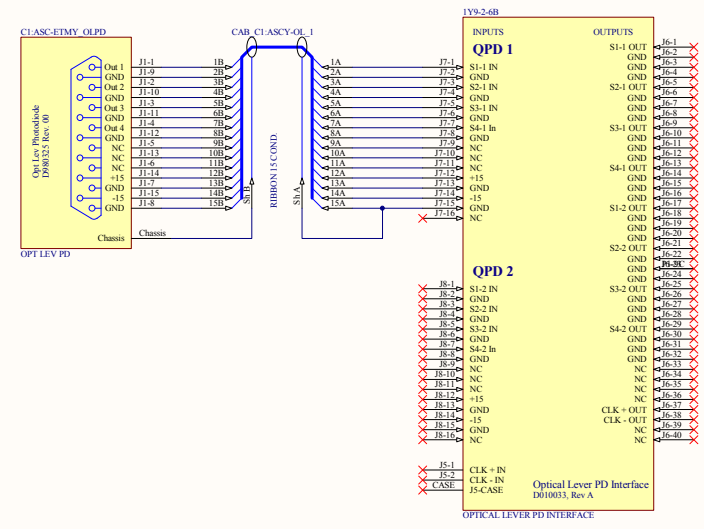 1Y9-2-6B
C1:ASC-ETMY_OLPD
CAB_C1:ASCY-OL_1
INPUTS OUTPUTS
QPD 1
Out 1 J1-1 1B 1A J7-1 S1-1 IN
GND J1-9 2B 2A J7-2 GND
Out 2 J1-2 3B 3A J7-3 S2-1 IN
GND J1-10 4B 4A J7-4 GND
Out 3 J1-3 5B 5A J7-5 S3-1 IN
GND J1-11 6B 6A J7-6 GND
Out 4 J1-4 7B 7A J7-7 S4-1 In
GND J1-12 8B 8A J7-8 GND
NC J1-5 9B 9A J7-9 NC
NC J1-13 10B 10A J7-10 NC
NC J1-6 11B 11A J7-11 NC
+15 J1-14 12B 12A J7-12 +15
GND J1-7 13B 13A J7-13 GND
-15 J1-15 14B 14A J7-14 -15
GND J1-8 15B 15A J7-15 GND
J7-16 NC
Opt Lev Photodiode
D980325 Rev. 00
Sh B
RIBBON 15 COND.
Sh A
Chassis Chassis
OPT LEV PD
S1-1 OUT J6-1
GND J6-2
GND J6-3
GND J6-4
S2-1 OUT J6-5
GND J6-6
GND J6-7
GND J6-8
S3-1 OUT J6-9
GND J6-10
GND J6-11
GND J6-12
S4-1 OUT J6-13
GND J6-14
GND J6-15
GND J6-16
S1-2 OUT J6-17
GND J6-18
GND J6-19
GND J6-20
S2-2 OUT J6-21
GND J6-22
GND
GND J6-24
S3-2 OUT J6-25
GND J6-26
GND J6-27
GND J6-28
S4-2 OUT J6-29
GND J6-30
GND J6-31
GND J6-32
NC J6-33
NC J6-34
NC J6-35
NC J6-36
CLK + OUT J6-37
CLK - OUT J6-38
NC J6-39
NC J6-40
QPD 2
J8-1 S1-2 IN
J8-2 GND
J8-3 S2-2 IN
J8-4 GND
J8-5 S3-2 IN
J8-6 GND
J8-7 S4-2 In
J8-8 GND
J8-9 NC
J8-10 NC
J8-11 NC
J8-12 +15
J8-13 GND
J8-14 -15
J8-15 GND
J8-16 NC
J5-1 CLK + IN
J5-2 CLK - IN
CASE J5-CASE
Optical Lever PD Interface
D010033, Rev A
OPTICAL LEVER PD INTERFACE